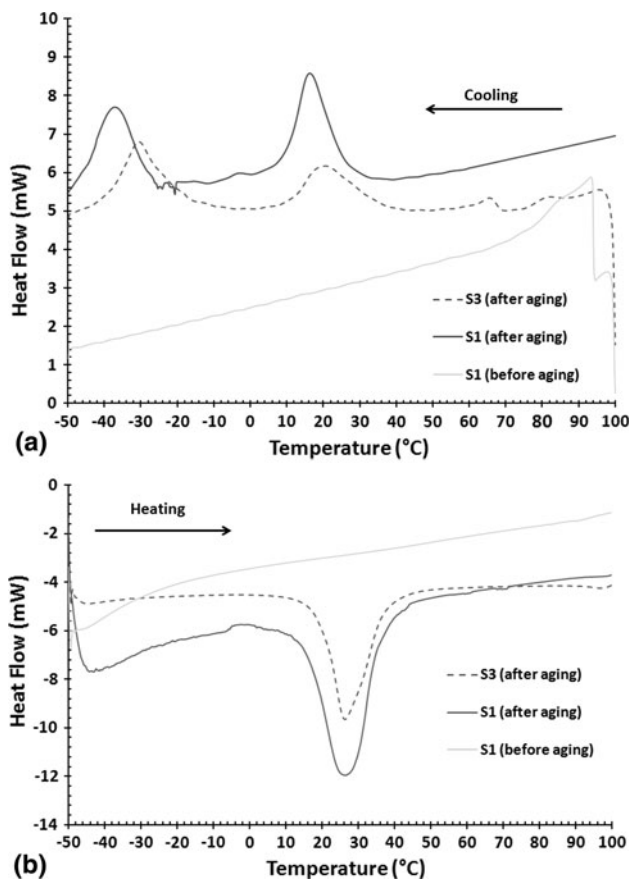 10
9
8
7
6
5
4
3
2
1
0
Heat Flow (mW)
Cooling
S3 (after aging)
S1 (after aging)
S1 (before aging)
-50 -40 -30 -20 -10 0 10 20 30 40 50 60 70 80 90 100
(a)
Temperature (°C)
0
-2
-4
-6
-8
-10
-12
-14
Heat Flow (mW)
Heating
S3 (after aging)
S1 (after aging)
S1 (before aging)
-50 -40 -30 -20 -10 0 10 20 30 40 50 60 70 80 90 100
(b)
Temperature (°C)